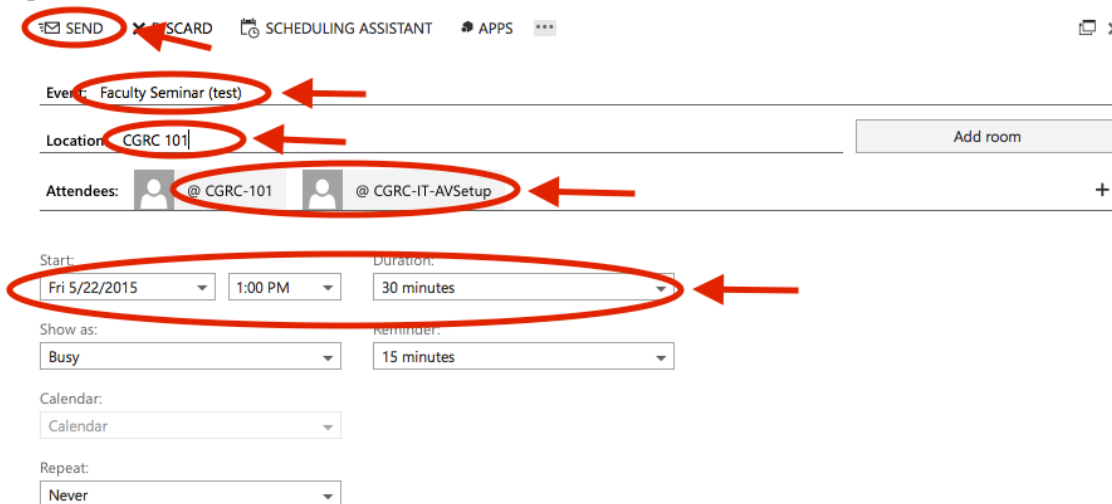 SEND DISCARD SCHEDULING ASSISTANT APPS •••
Event: Faculty Seminar (test)
Location: CGRC 101
Add room
Attendees: @ CGRC-101 @ CGRC-IT-AVSetup +
Start: Duration:
Fri 5/22/2015 1:00 PM 30 minutes
Show as: Reminder:
Busy 15 minutes
Calendar:
Calendar
Repeat:
Never